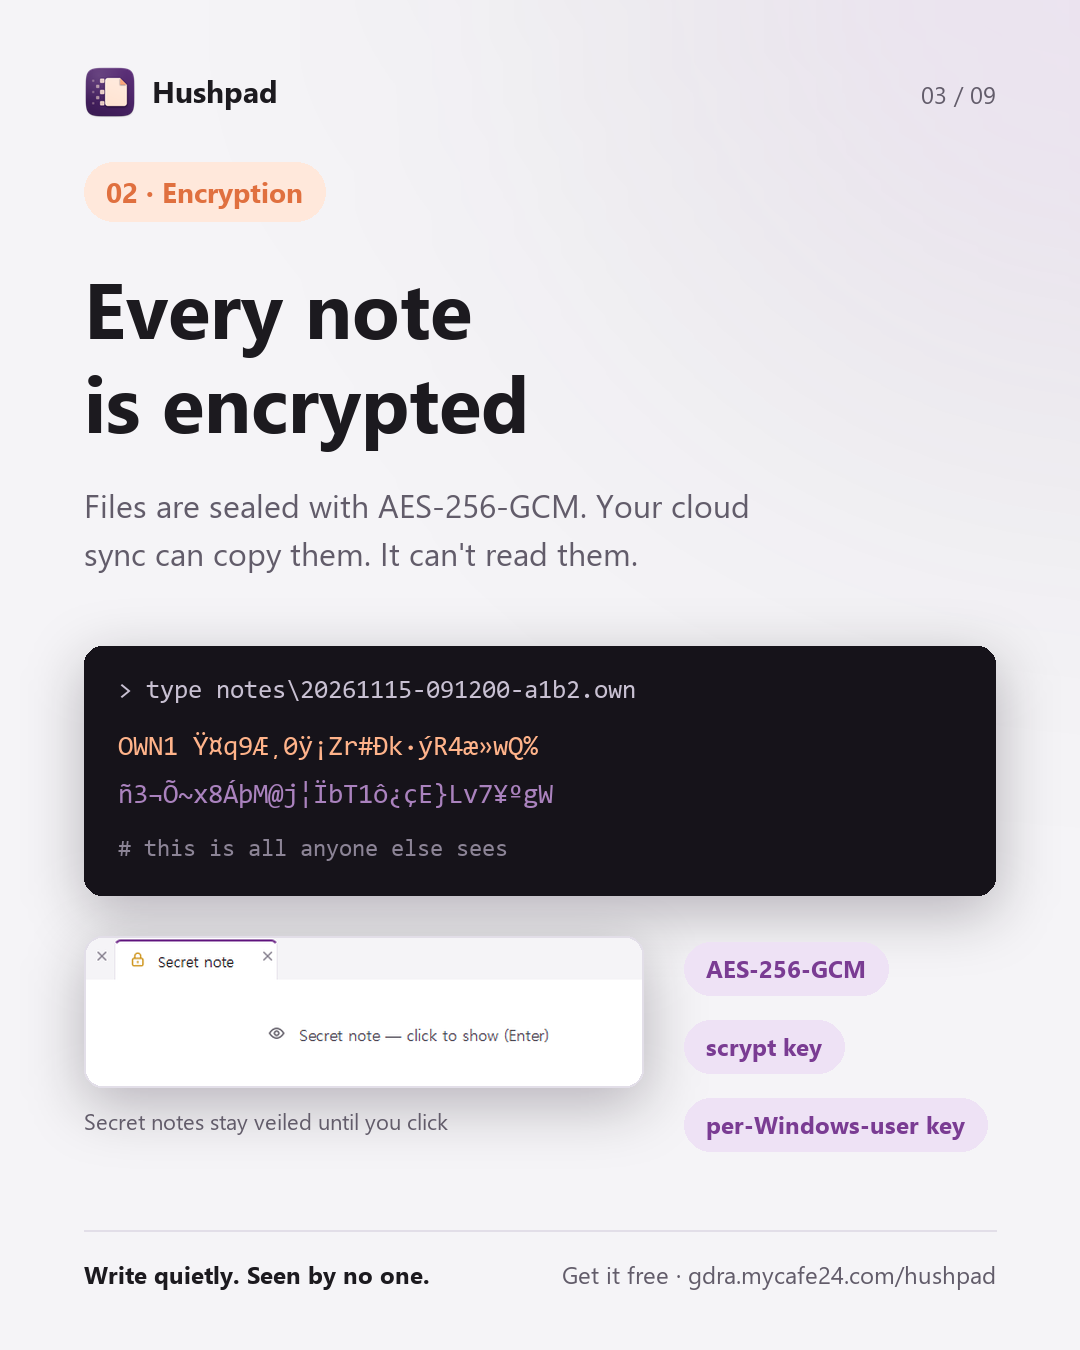 Hushpad
03 / 09
02 · Encryption
Every note
is encrypted
Files are sealed with AES-256-GCM. Your cloud
sync can copy them. It can't read them.
> type notes\20261115-091200-a1b2.own
OWN1 Ÿ¤q9Æ¸0ÿ¡Zr#Ðk·ýR4æ»wQ%
ñ3¬Õ~x8ÁþM@j¦ÏbT1ô¿çE}Lv7¥ºgW
# this is all anyone else sees
Secret note
Secret note — click to show (Enter)
Secret notes stay veiled until you click
AES-256-GCM
scrypt key
per-Windows-user key
Write quietly. Seen by no one.
Get it free · gdra.mycafe24.com/hushpad